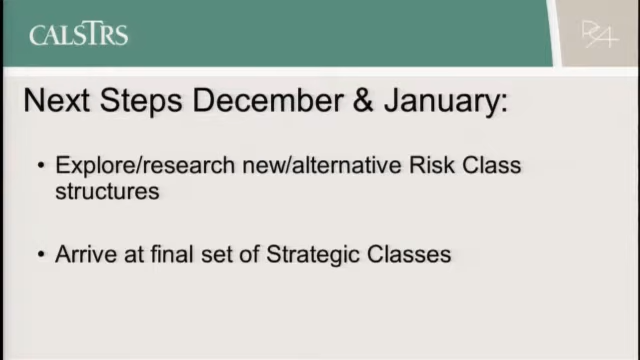 CALSTRS
PCA
Next Steps December & January:
• Explore/research new/alternative Risk Class
structures
• Arrive at final set of Strategic Classes